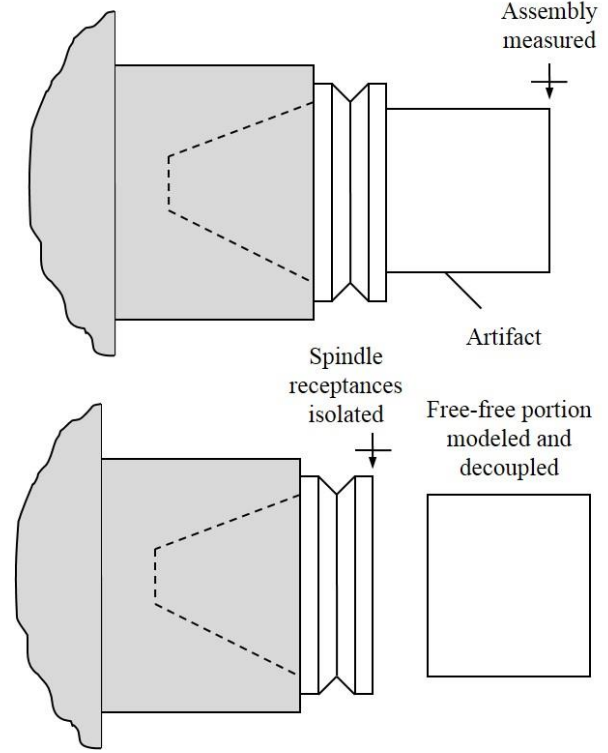 Assembly
measured
Artifact
Spindle
receptances
isolated
Free-free portion
modeled and
decoupled